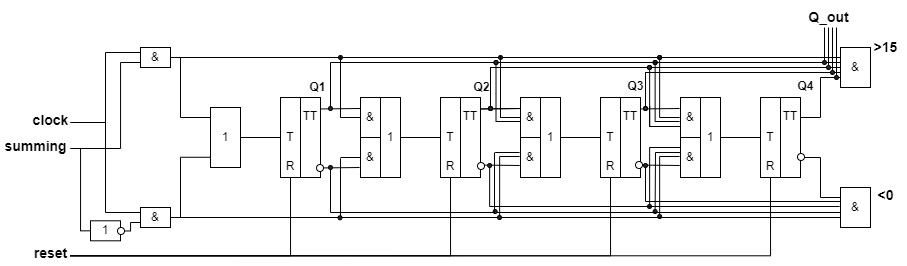 Q_out
>15
&
&
Q1
Q2
Q3
Q4
TT
TT
TT
TT
clock
&
&
&
1
T
1
T
1
T
1
T
summing
&
&
&
R
R
R
R
<0
&
&
1
reset